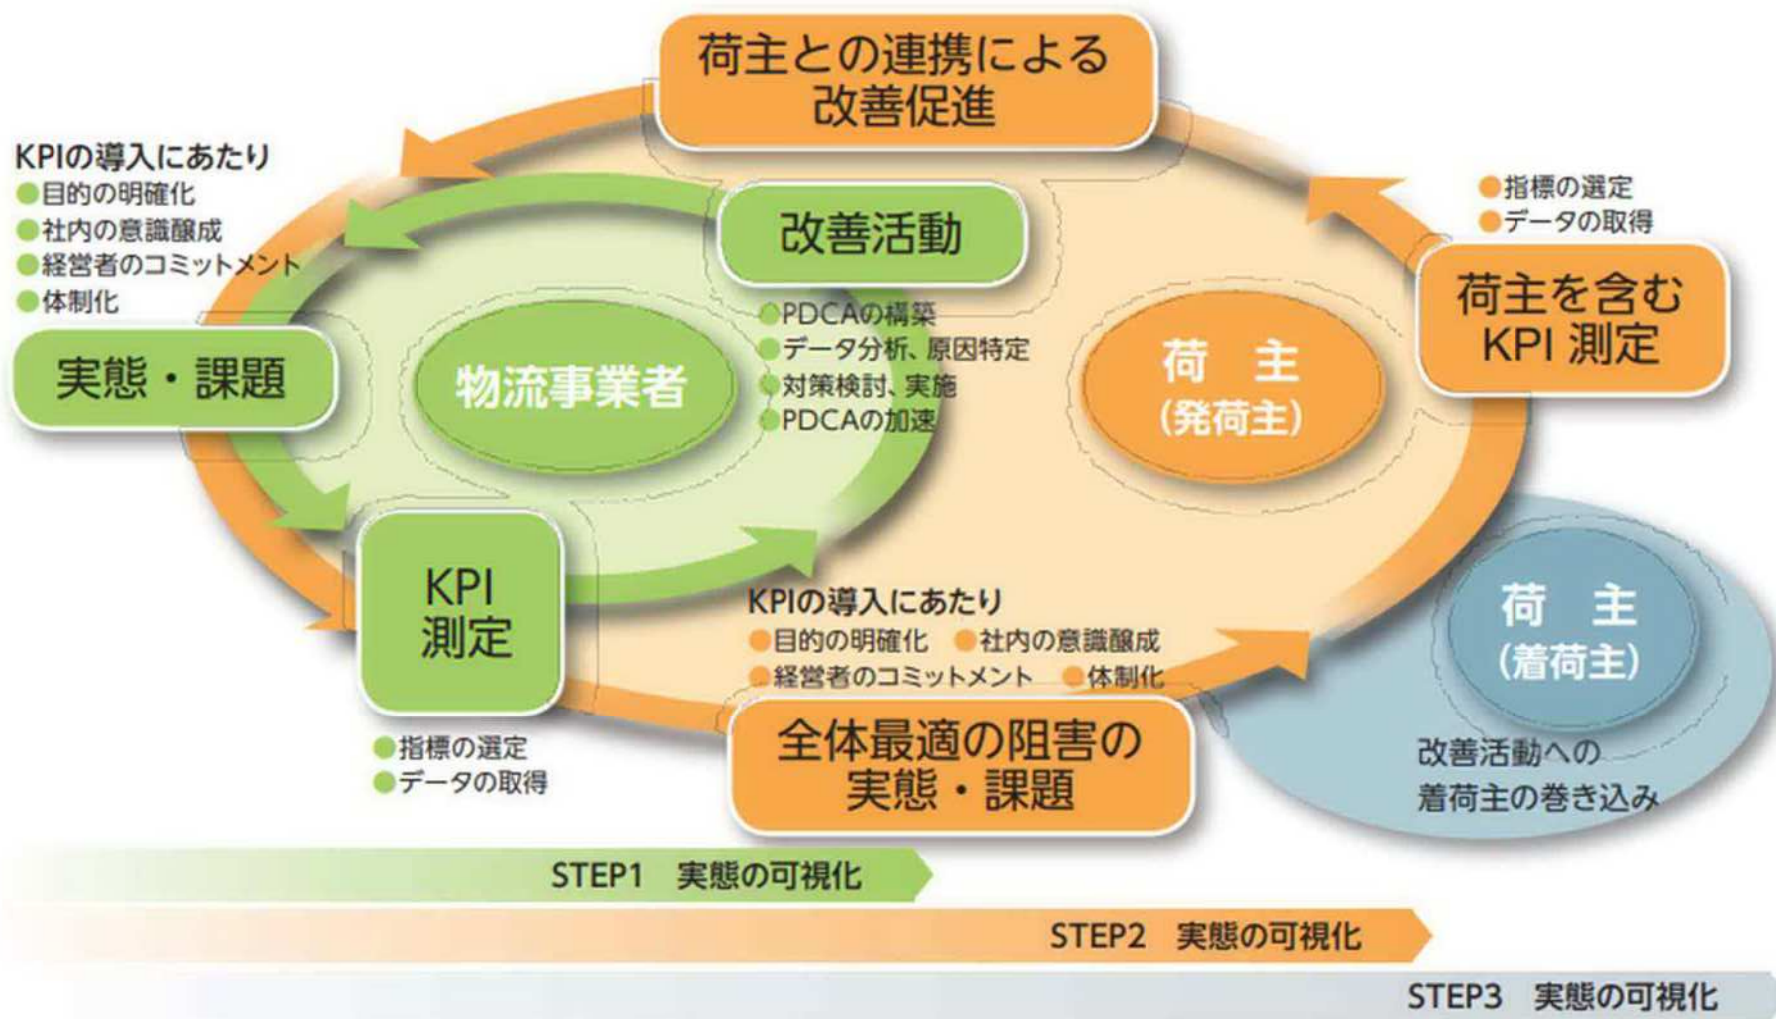 荷主との連携による
改善促進
KPIの導入にあたり
●目的の明確化
●社内の意識醸成
●経営者のコミットメント
●体制化
実態・課題
改善活動
●PDCAの構築
●データ分析、原因特定
●対策検討、実施
●PDCAの加速
物流事業者
荷 主
(発荷主)
●指標の選定
●データの取得
荷主を含む
KPI 測定
KPI
測定
●指標の選定
●データの取得
KPIの導入にあたり
●目的の明確化 ●社内の意識醸成
●経営者のコミットメント ●体制化
全体最適の阻害の
実態・課題
荷 主
(着荷主)
改善活動への
着荷主の巻き込み
STEP1 実態の可視化
STEP2 実態の可視化
STEP3 実態の可視化